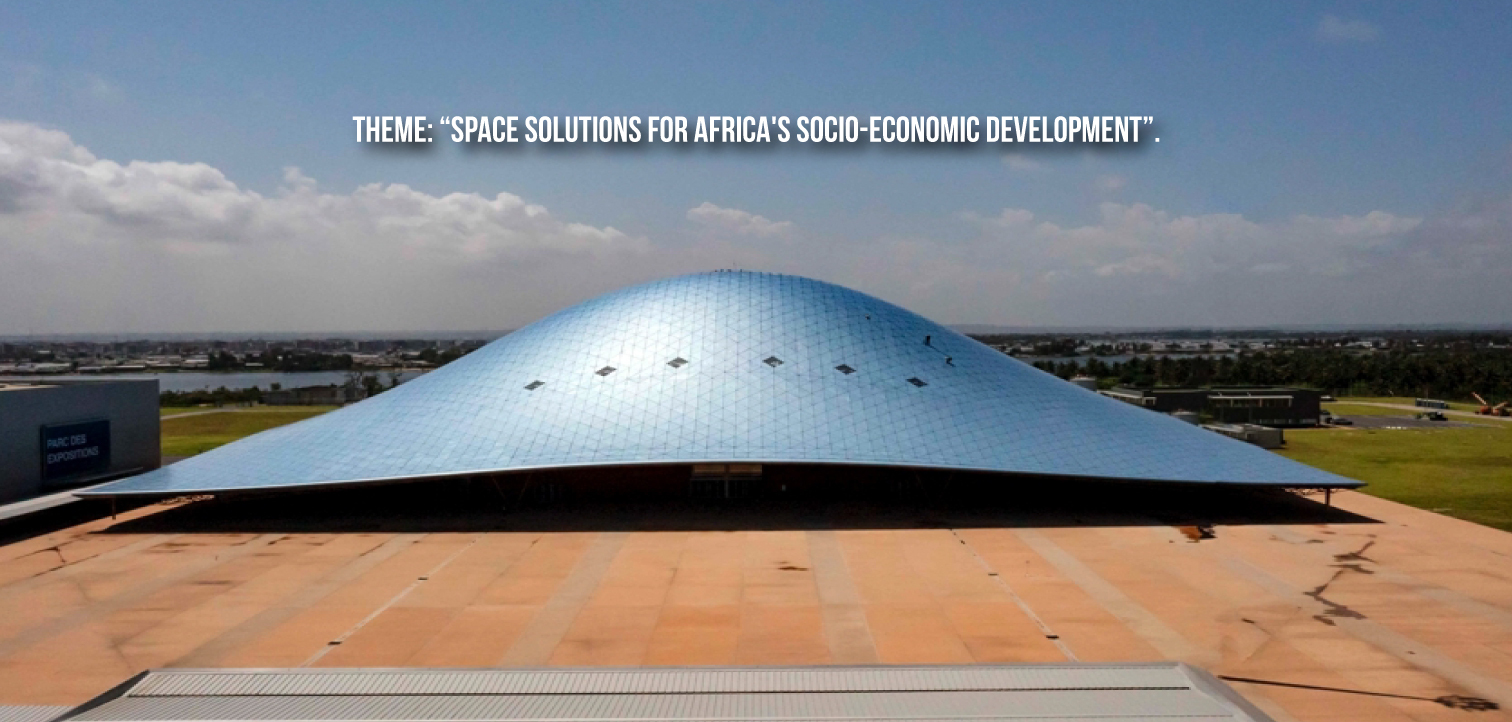 THEME: “SPACE SOLUTIONS FOR AFRICA'S SOCIO-ECONOMIC DEVELOPMENT”.
PARC DES
EXPOSITIONS